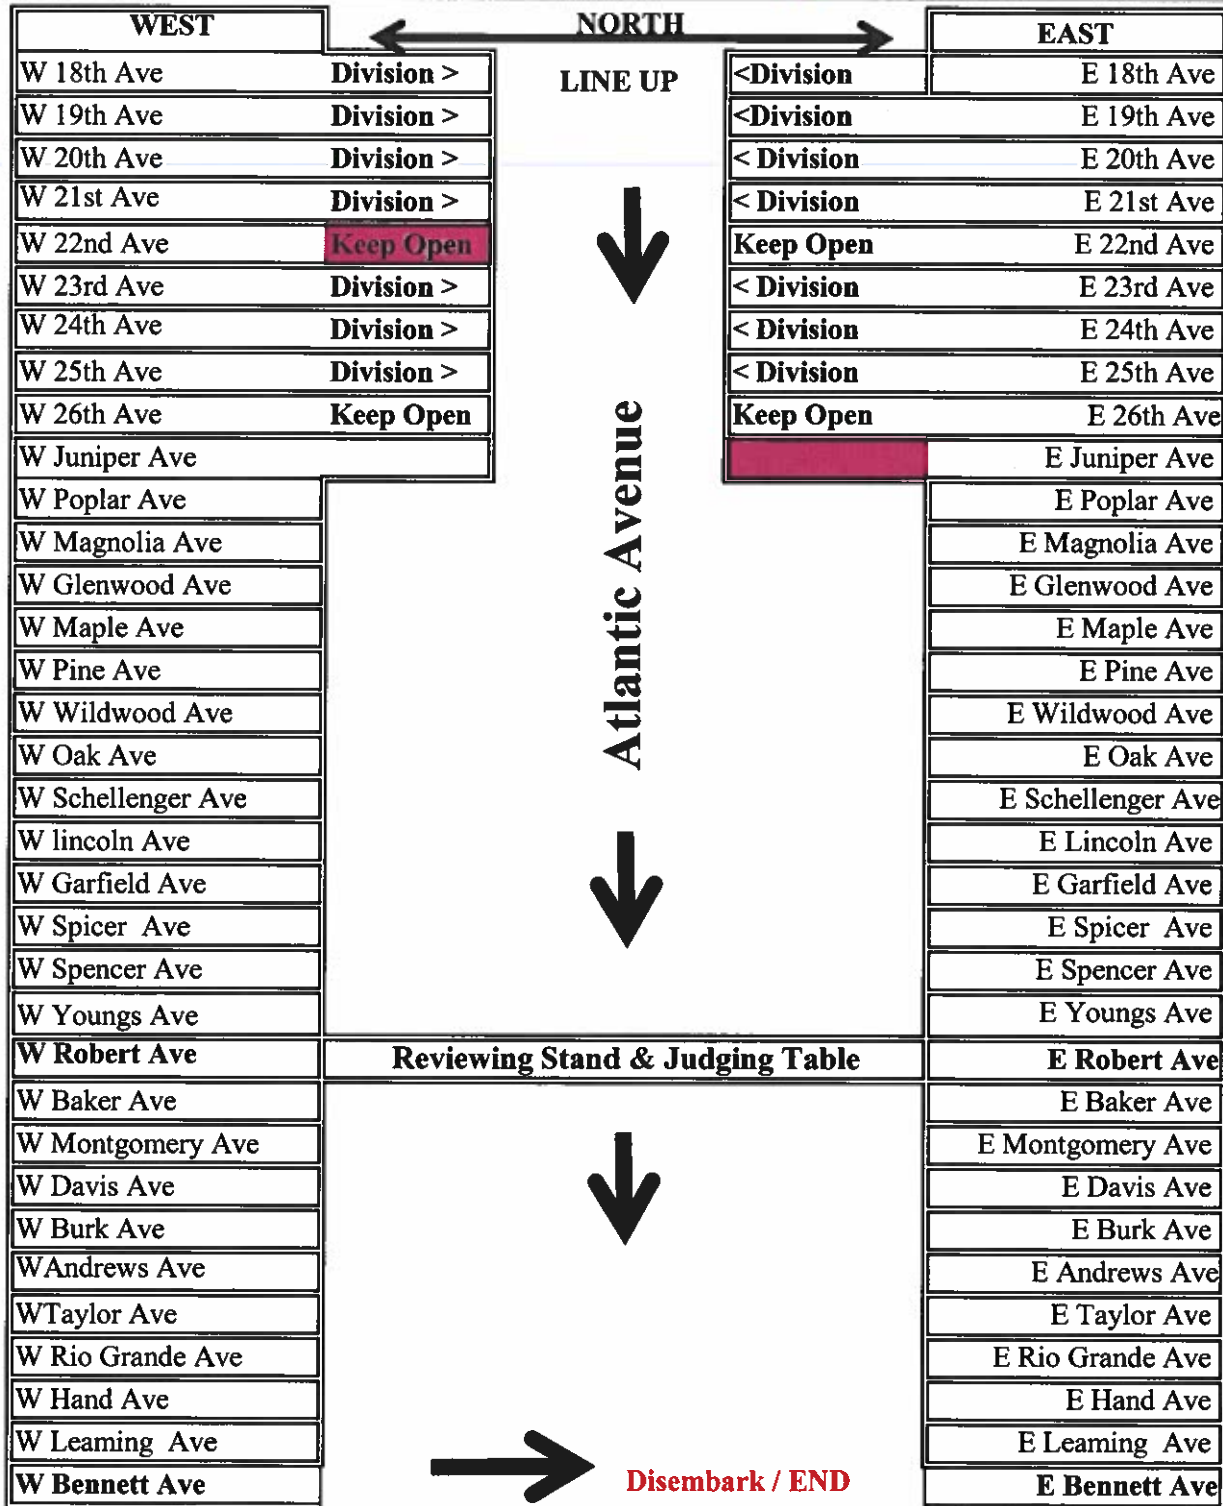 WEST NORTH EAST
W 18th Ave Division > LINE UP <Division E 18th Ave
W 19th Ave Division > <Division E 19th Ave
W 20th Ave Division > < Division E 20th Ave
W 21st Ave Division > < Division E 21st Ave
W 22nd Ave Keep Open Keep Open E 22nd Ave
W 23rd Ave Division > < Division E 23rd Ave
W 24th Ave Division > < Division E 24th Ave
W 25th Ave Division > < Division E 25th Ave
W 26th Ave Keep Open Keep Open E 26th Ave
W Juniper Ave E Juniper Ave
W Poplar Ave E Poplar Ave
W Magnolia Ave E Magnolia Ave
W Glenwood Ave E Glenwood Ave
Atlantic Avenue
W Maple Ave E Maple Ave
W Pine Ave E Pine Ave
W Wildwood Ave E Wildwood Ave
W Oak Ave E Oak Ave
W Schellenger Ave E Schellenger Ave
W lincoln Ave E Lincoln Ave
W Garfield Ave E Garfield Ave
W Spicer Ave E Spicer Ave
W Spencer Ave E Spencer Ave
W Youngs Ave E Youngs Ave
W Robert Ave Reviewing Stand & Judging Table E Robert Ave
W Baker Ave E Baker Ave
W Montgomery Ave E Montgomery Ave
W Davis Ave E Davis Ave
W Burk Ave E Burk Ave
WAndrews Ave E Andrews Ave
WTaylor Ave E Taylor Ave
W Rio Grande Ave E Rio Grande Ave
W Hand Ave E Hand Ave
W Leaming Ave E Leaming Ave
W Bennett Ave Disembark / END E Bennett Ave